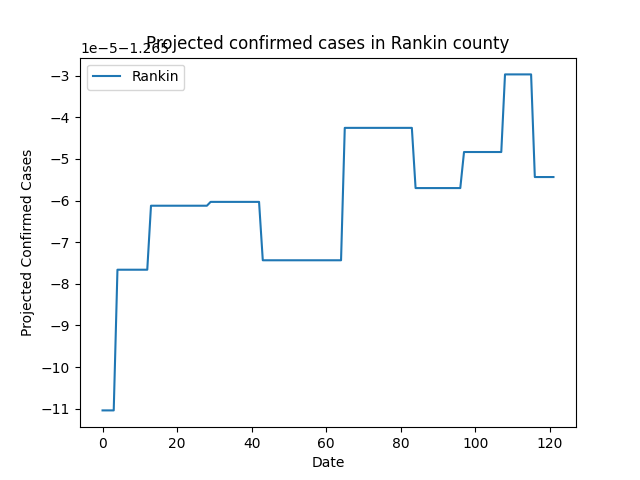 Projected confirmed cases in Rankin county
1e−5−1.265
Rankin
Projected Confirmed Cases
−3
−4
−5
−6
−7
−8
−9
−10
−11
0 20 40 60 80 100 120
Date